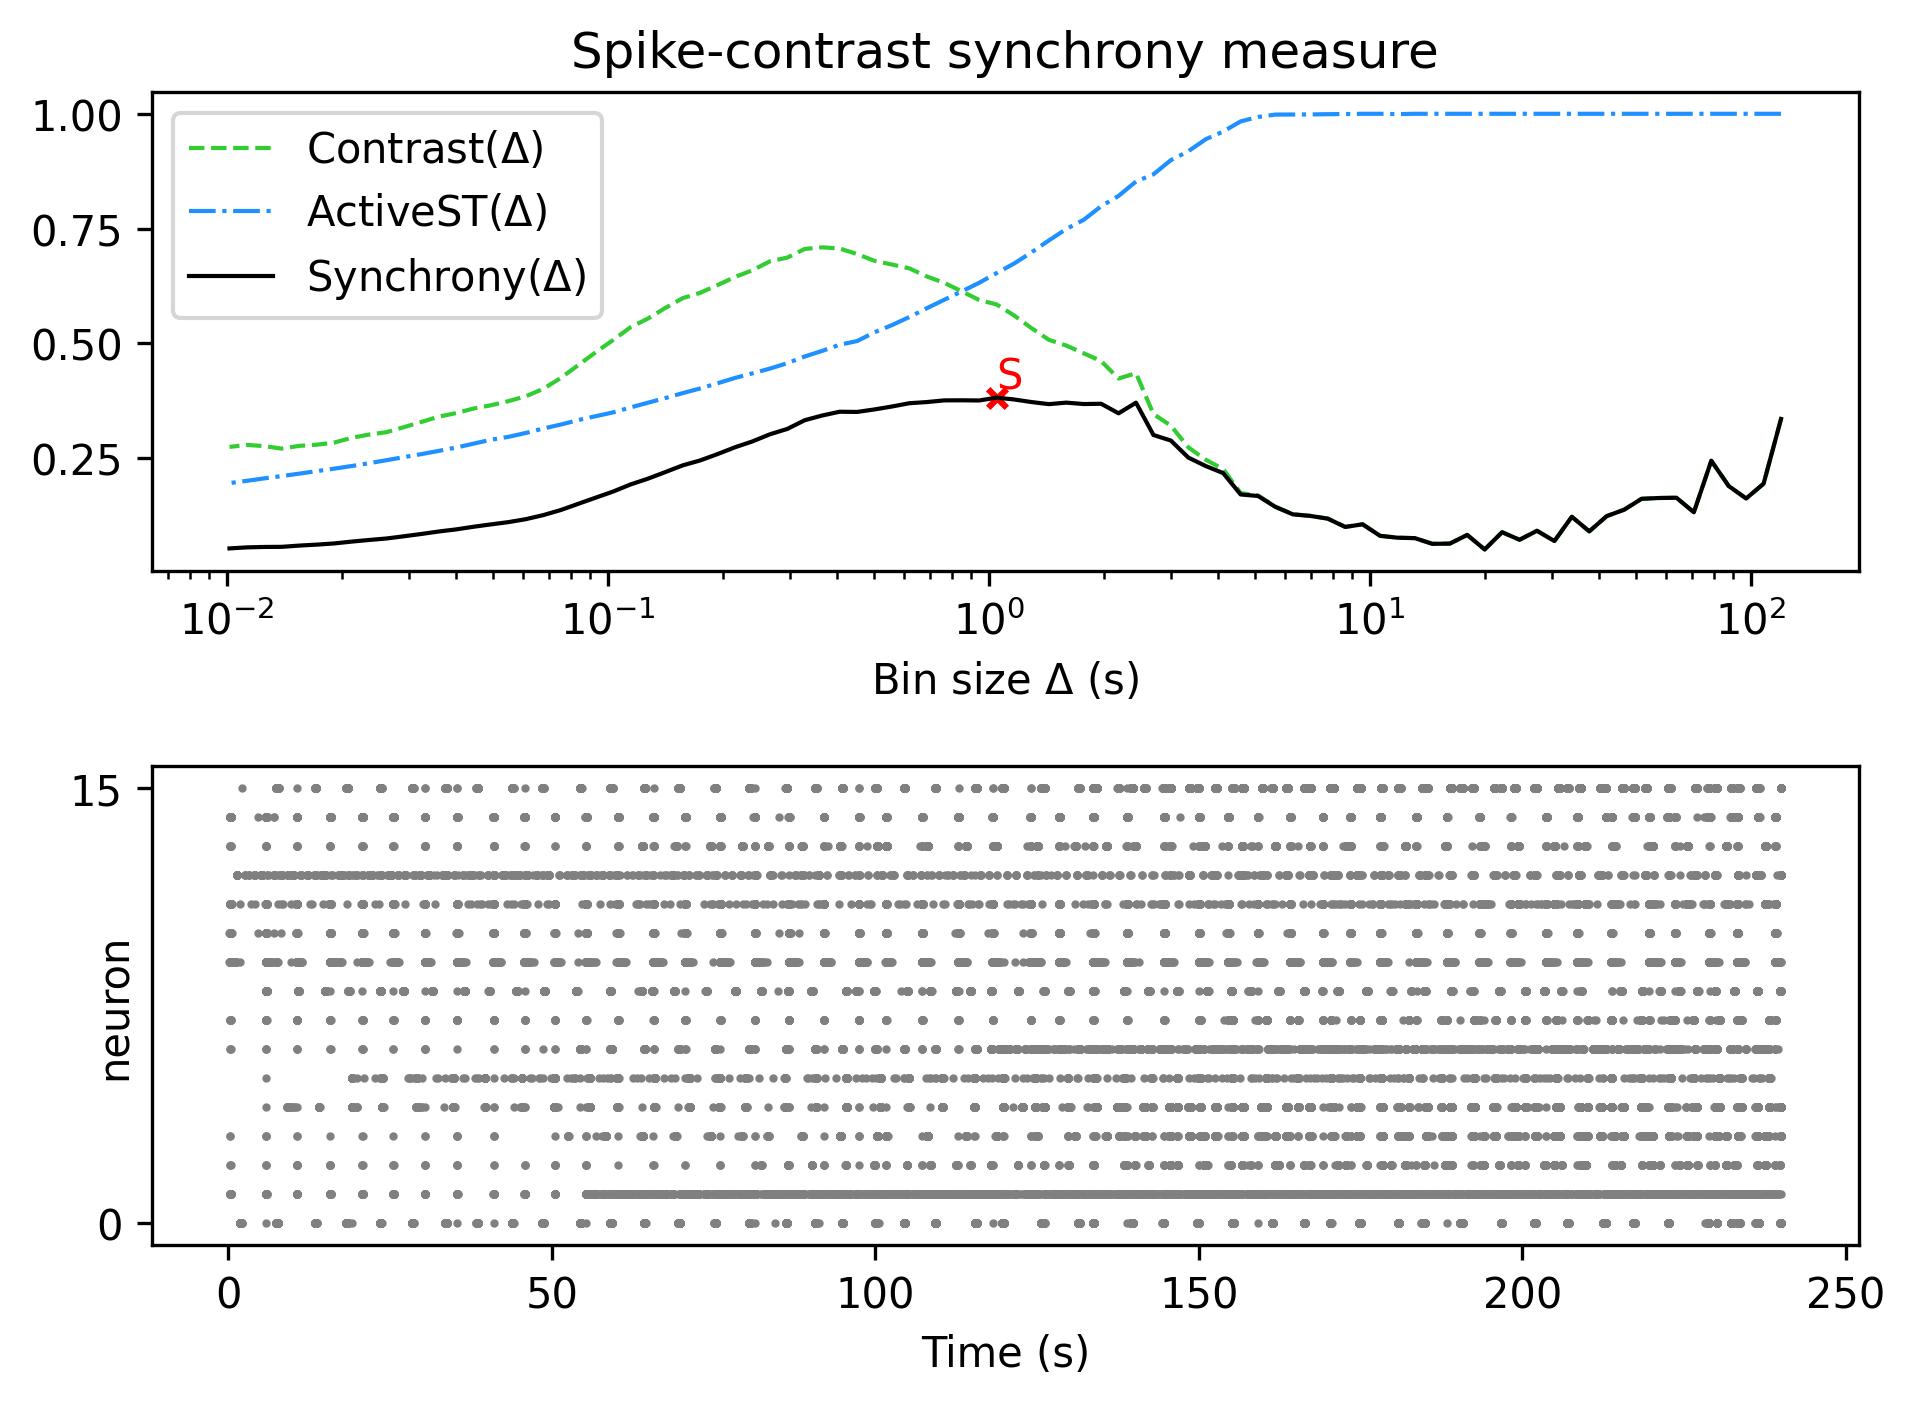 Spike-contrast synchrony measure
1.00
0.75
0.50
0.25
Contrast(Δ)
ActiveST(Δ)
Synchrony(Δ)
S
10⁻² 10⁻¹ 10⁰ 10¹ 10²
Bin size Δ (s)
15
0
neuron
0 50 100 150 200 250
Time (s)